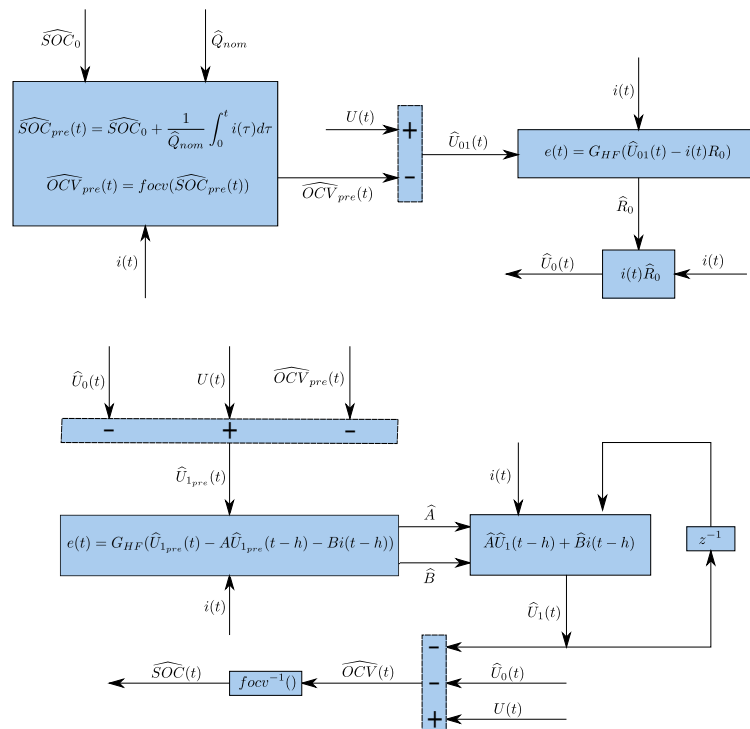 $\widehat{SOC}_0$
$\widehat{Q}_{nom}$
$\widehat{SOC}_{pre}(t) = \widehat{SOC}_0 + \frac{1}{\widehat{Q}_{nom}} \int_0^t i(\tau)d\tau$
$\widehat{OCV}_{pre}(t) = focv(\widehat{SOC}_{pre}(t))$
$i(t)$
$U(t)$
$\widehat{OCV}_{pre}(t)$
+
-
$\widehat{U}_{01}(t)$
$i(t)$
$e(t) = G_{HF}(\widehat{U}_{01}(t) - i(t)R_0)$
$\widehat{R}_0$
$\widehat{U}_0(t)$
$i(t)\widehat{R}_0$
$i(t)$
$\widehat{U}_0(t)$
$U(t)$
$\widehat{OCV}_{pre}(t)$
- + -
$\widehat{U}_{1_{pre}}(t)$
$e(t) = G_{HF}(\widehat{U}_{1_{pre}}(t) - A\widehat{U}_{1_{pre}}(t-h) - Bi(t-h))$
$i(t)$
$\widehat{A}$
$\widehat{B}$
$i(t)$
$\widehat{A}\widehat{U}_1(t-h) + \widehat{B}i(t-h)$
$z^{-1}$
$\widehat{U}_1(t)$
-
-
+
$\widehat{U}_0(t)$
$U(t)$
$\widehat{OCV}(t)$
$focv^{-1}()$
$\widehat{SOC}(t)$